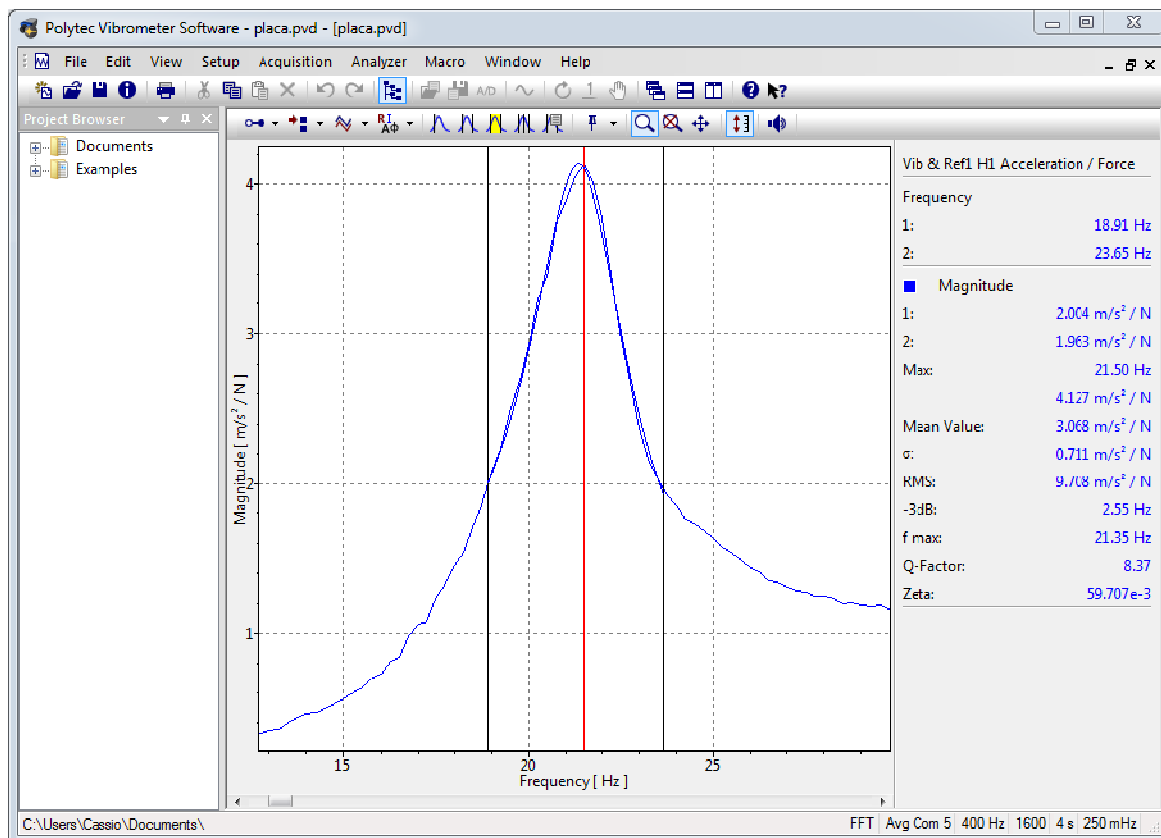 Polytec Vibrometer Software - placa.pvd - [placa.pvd]
File Edit View Setup Acquisition Analyzer Macro Window Help
A/D
Project Browser
RI
AΦ
Documents
Examples
4
3
2
1
Magnitude [ m/s² / N ]
15 20 25
Frequency [ Hz ]
Vib & Ref1 H1 Acceleration / Force
Frequency
1: 18.91 Hz
2: 23.65 Hz
Magnitude
1: 2.004 m/s² / N
2: 1.963 m/s² / N
Max: 21.50 Hz
4.127 m/s² / N
Mean Value: 3.068 m/s² / N
σ: 0.711 m/s² / N
RMS: 9.708 m/s² / N
-3dB: 2.55 Hz
f max: 21.35 Hz
Q-Factor: 8.37
Zeta: 59.707e-3
C:\Users\Cassio\Documents\
FFT Avg Com 5 400 Hz 1600 4 s 250 mHz